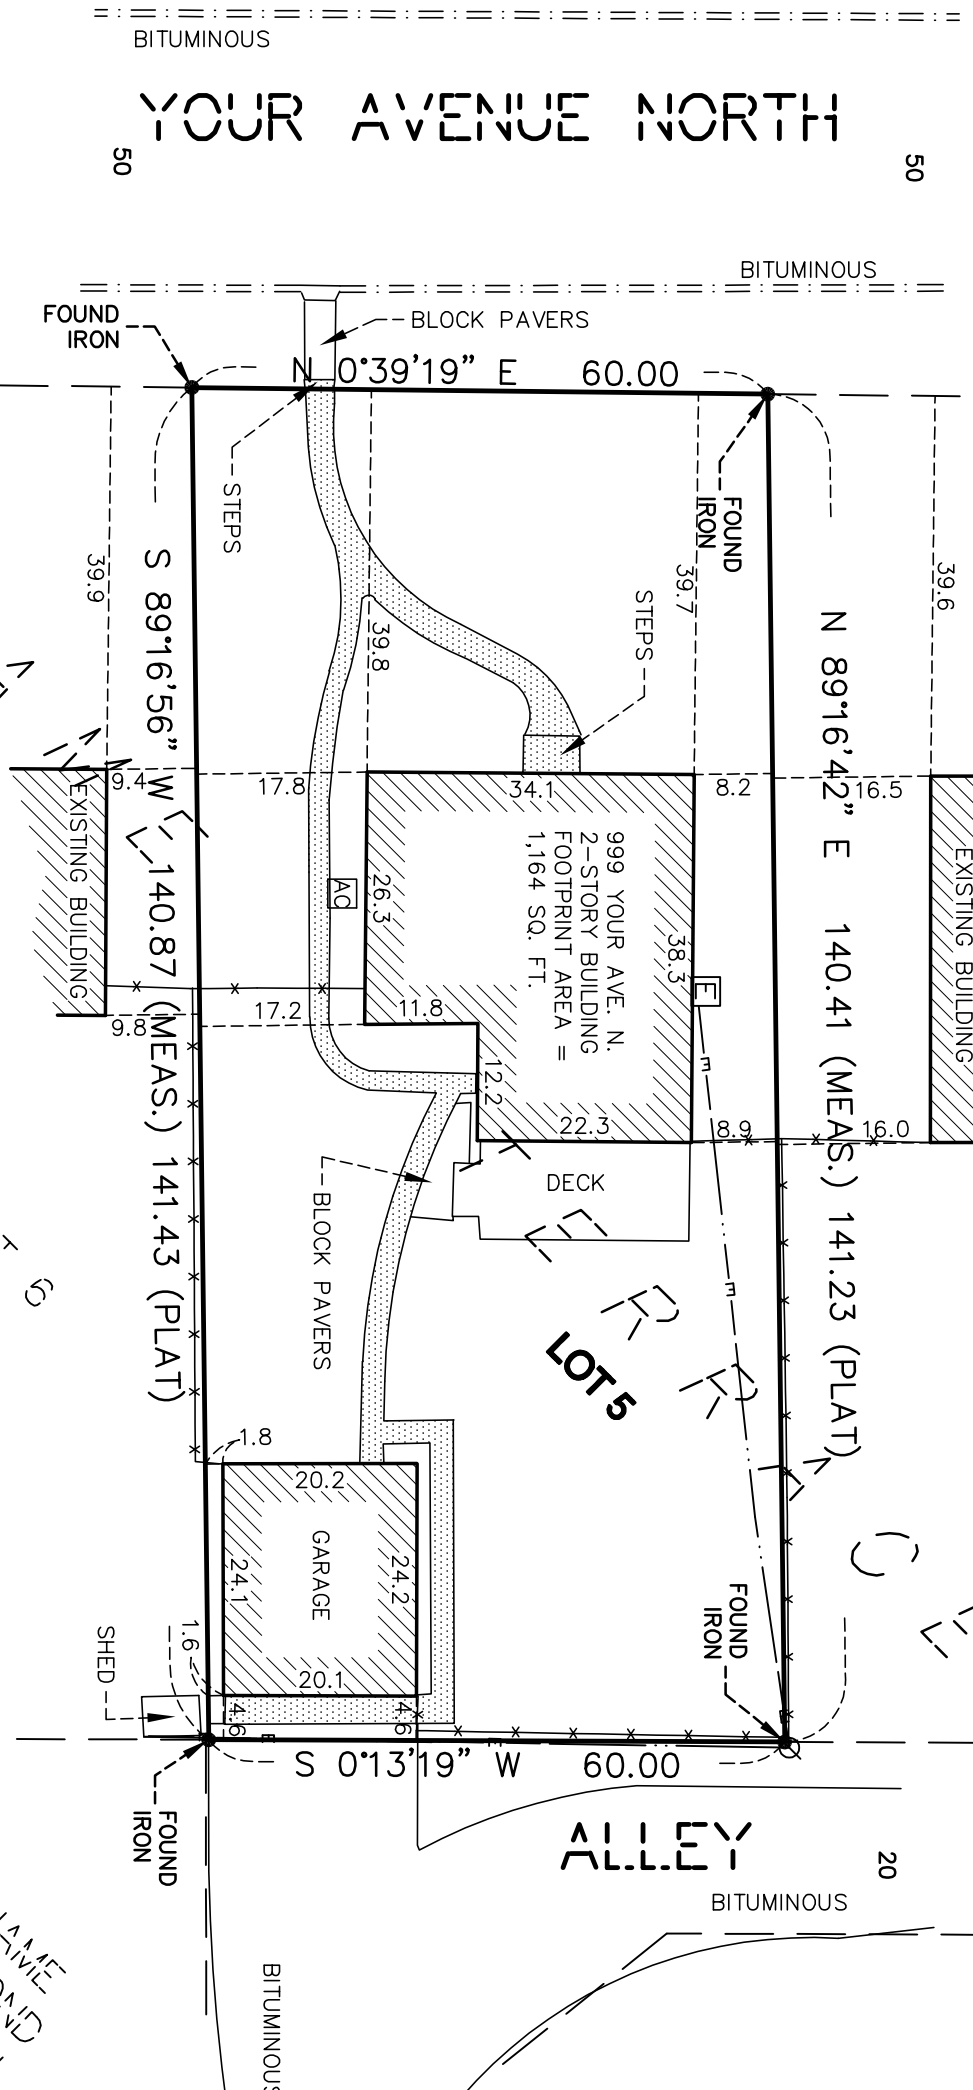 BITUMINOUS
YOUR AVENUE NORTH
50
50
BITUMINOUS
FOUND
IRON
BLOCK PAVERS
N 0°39'19" E 60.00
STEPS
FOUND
IRON
39.9
39.8
39.7
39.6
STEPS
S 89°16'56" W 140.87 (MEAS.) 141.43 (PLAT)
N 89°16'42" E 140.41 (MEAS.) 141.23 (PLAT)
9.4
17.8
34.1
8.2
16.5
EXISTING BUILDING
999 YOUR AVE. N.
2-STORY BUILDING
FOOTPRINT AREA =
1,164 SQ. FT.
EXISTING BUILDING
AC
26.3
38.3
E
9.8
17.2
11.8
E
12.2
22.3
8.9
16.0
DECK
BLOCK PAVERS
E
6
T E R R A C E
LOT 5
1.8
20.2
GARAGE
24.1
24.2
20.1
FOUND
IRON
SHED
1.6
4.6
4.6
E
E
S 0°13'19" W 60.00
FOUND
IRON
ALLEY
20
BITUMINOUS
BITUMINOUS